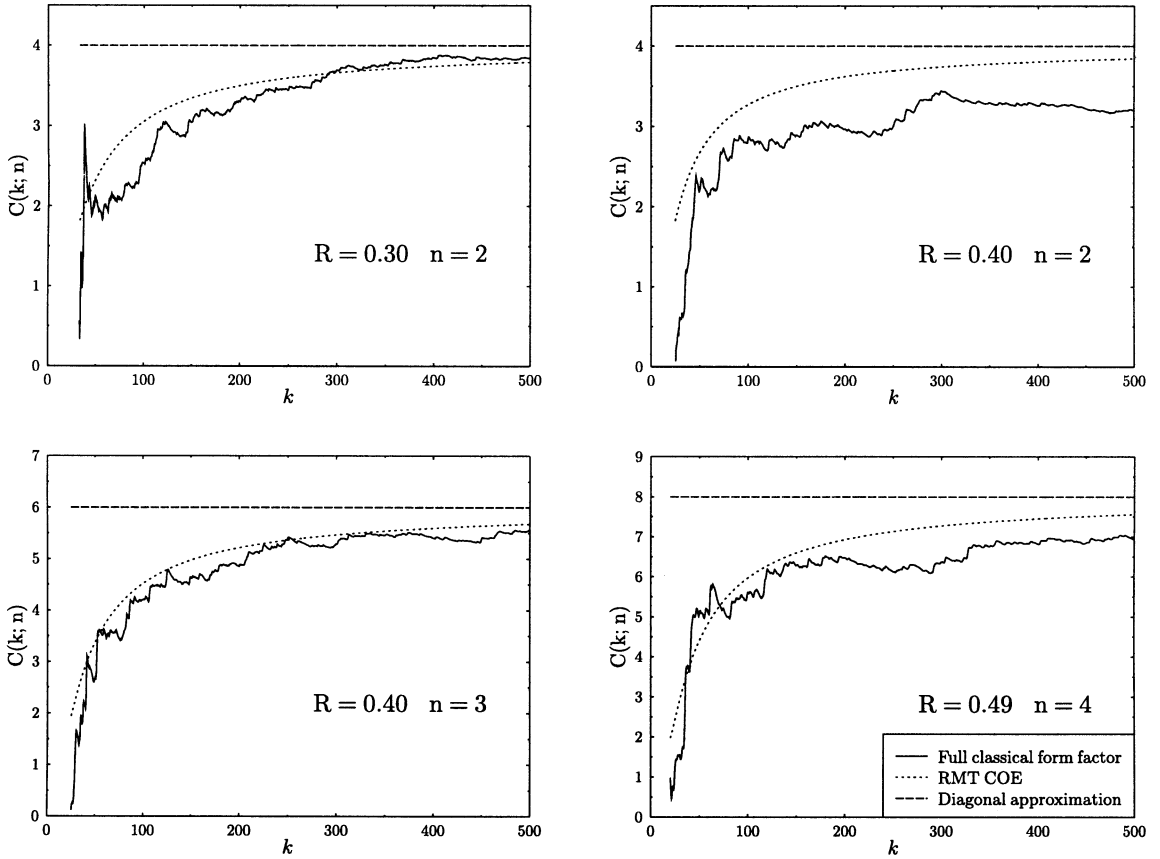 4
3
2
1
0
C(k; n)
R = 0.30 n = 2
0 100 200 300 400 500
k
4
3
2
1
0
C(k; n)
R = 0.40 n = 2
0 100 200 300 400 500
k
7
6
5
4
3
2
1
0
C(k; n)
R = 0.40 n = 3
0 100 200 300 400 500
k
9
8
7
6
5
4
3
2
1
0
C(k; n)
R = 0.49 n = 4
Full classical form factor
RMT COE
Diagonal approximation
0 100 200 300 400 500
k